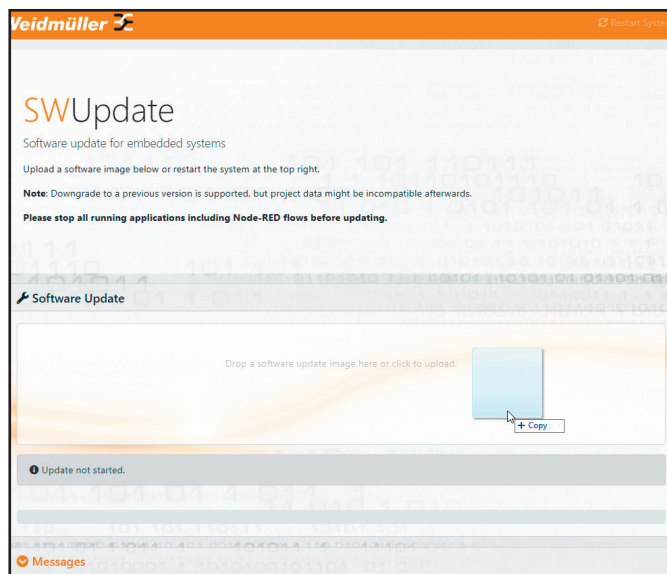 Weidmüller
Restart System
SWUpdate
Software update for embedded systems
Upload a software image below or restart the system at the top right.
Note: Downgrade to a previous version is supported, but project data might be incompatible afterwards.
Please stop all running applications including Node-RED flows before updating.
Software Update
Drop a software update image here or click to upload.
+ Copy
Update not started.
Messages